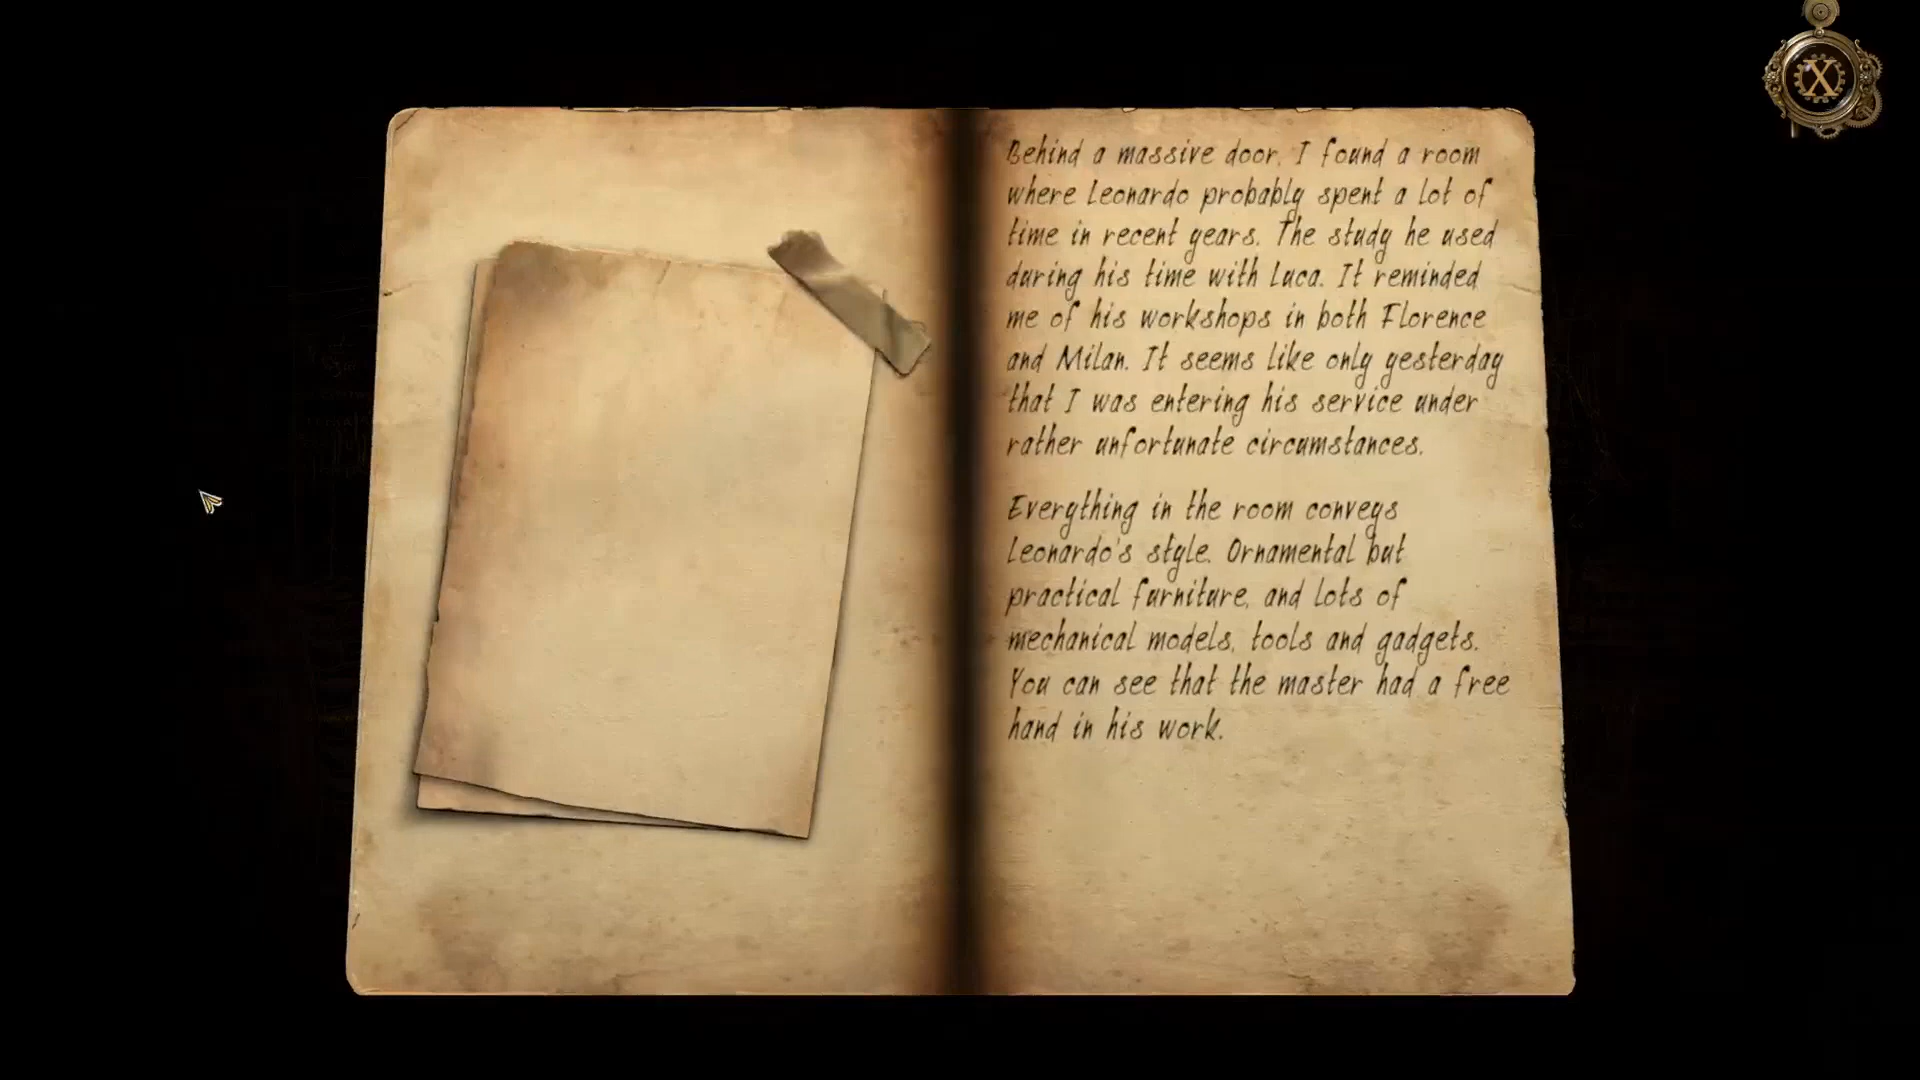 Behind a massive door, I found a room
where Leonardo probably spent a lot of
time in recent years. The study he used
during his time with Luca. It reminded
me of his workshops in both Florence
and Milan. It seems like only yesterday
that I was entering his service under
rather unfortunate circumstances.
Everything in the room conveys
Leonardo's style. Ornamental but
practical furniture, and lots of
mechanical models, tools and gadgets.
You can see that the master had a free
hand in his work.
X